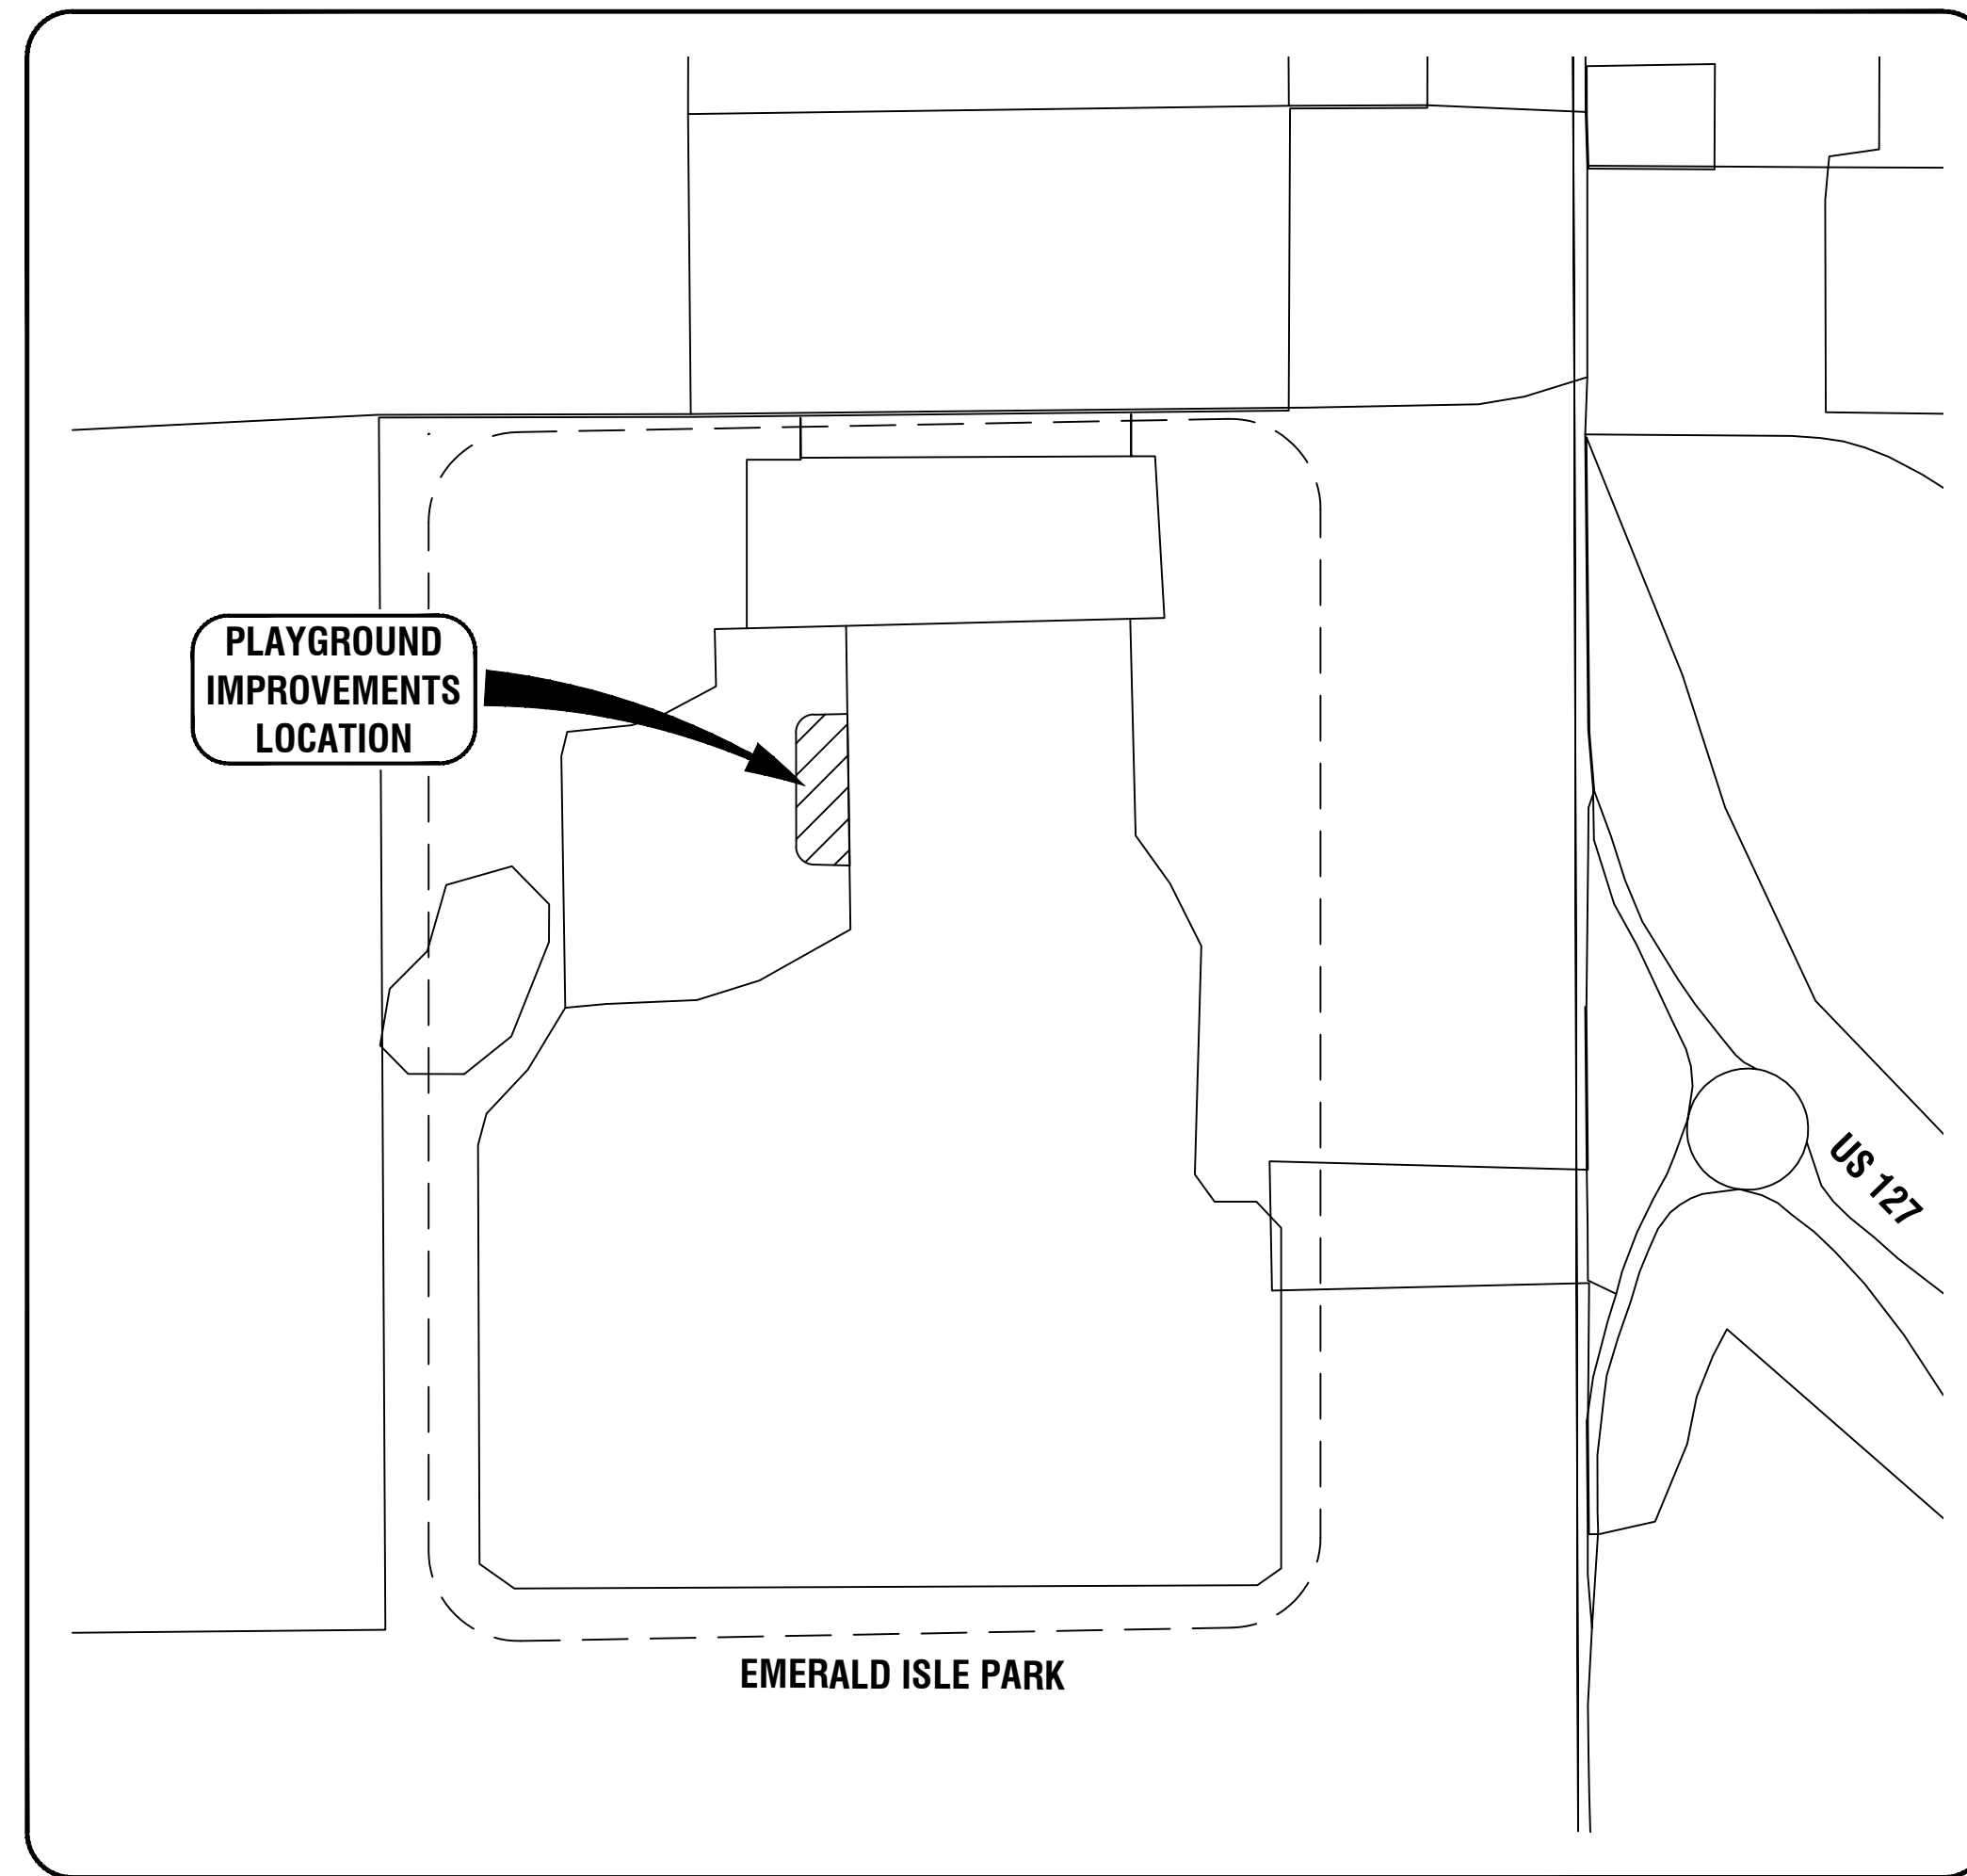 PLAYGROUND
IMPROVEMENTS
LOCATION
US 127
EMERALD ISLE PARK